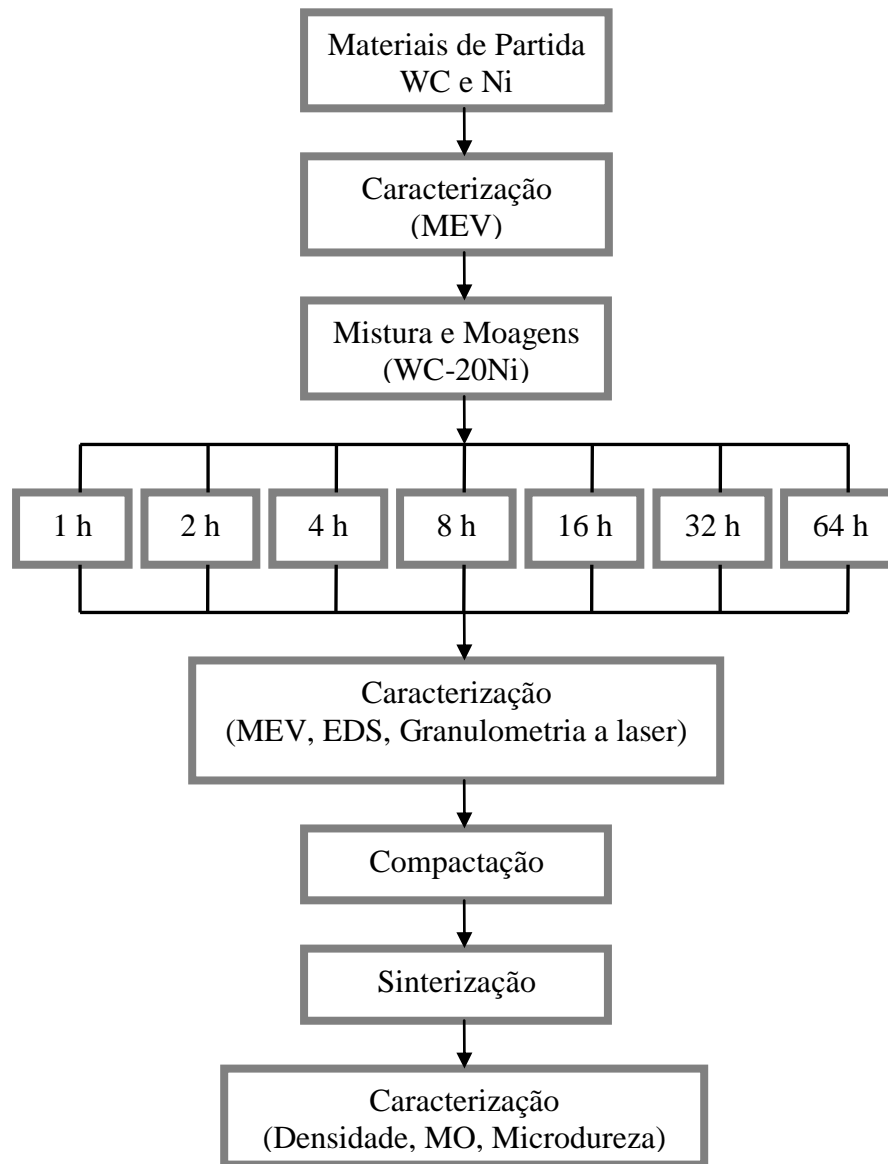 Materiais de Partida
WC e Ni
Caracterização
(MEV)
Mistura e Moagens
(WC-20Ni)
1 h 2 h 4 h 8 h 16 h 32 h 64 h
Caracterização
(MEV, EDS, Granulometria a laser)
Compactação
Sinterização
Caracterização
(Densidade, MO, Microdureza)